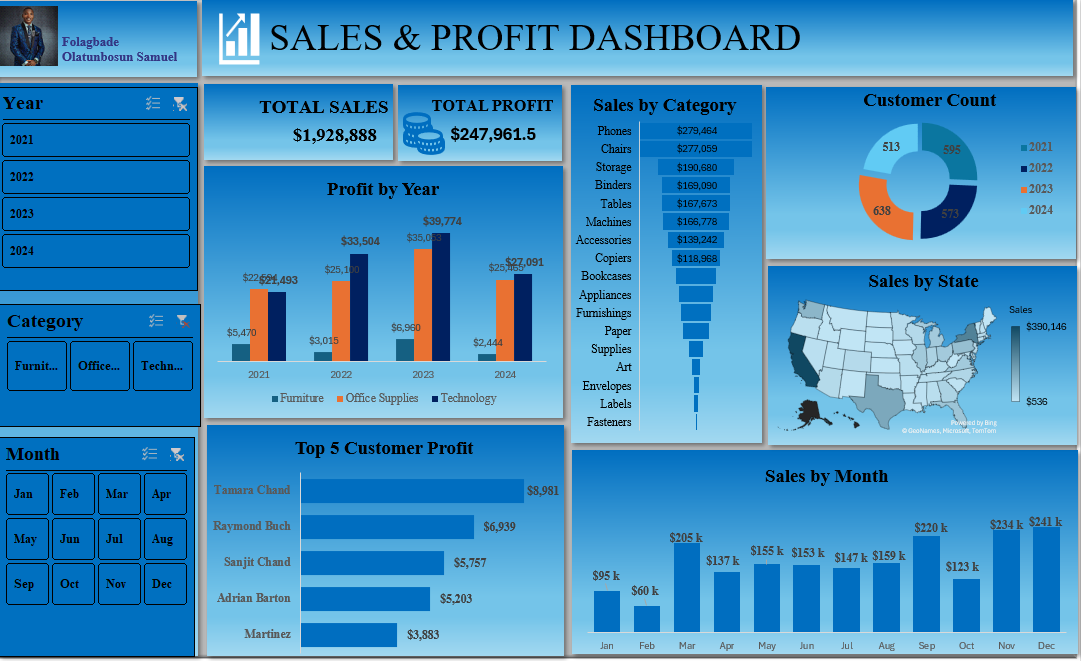 Folagbade
Olatunbosun Samuel
SALES & PROFIT DASHBOARD
Year
2021
2022
2023
2024
Category
Furnit...
Office...
Techn...
Month
Jan
Feb
Mar
Apr
May
Jun
Jul
Aug
Sep
Oct
Nov
Dec
TOTAL SALES
$1,928,888
TOTAL PROFIT
$247,961.5
Profit by Year
$5,470
$21,493
$3,015
$25,100
$33,504
$6,960
$39,774
$2,444
$27,091
2021
2022
2023
2024
Furniture
Office Supplies
Technology
Top 5 Customer Profit
Tamara Chand
$8,981
Raymond Buch
$6,939
Sanjit Chand
$5,757
Adrian Barton
$5,203
Martinez
$3,883
Sales by Category
Phones
$279,464
Chairs
$277,059
Storage
$190,680
Binders
$169,090
Tables
$167,673
Machines
$166,778
Accessories
$139,242
Copiers
$118,968
Bookcases
Appliances
Furnishings
Paper
Supplies
Art
Envelopes
Labels
Fasteners
Customer Count
513
595
638
573
2021
2022
2023
2024
Sales by State
Sales
$390,146
$536
Powered by Bing
© GeoNames, Microsoft, TomTom
Sales by Month
$95 k
$60 k
$205 k
$137 k
$155 k
$153 k
$147 k
$159 k
$220 k
$123 k
$234 k
$241 k
Jan
Feb
Mar
Apr
May
Jun
Jul
Aug
Sep
Oct
Nov
Dec